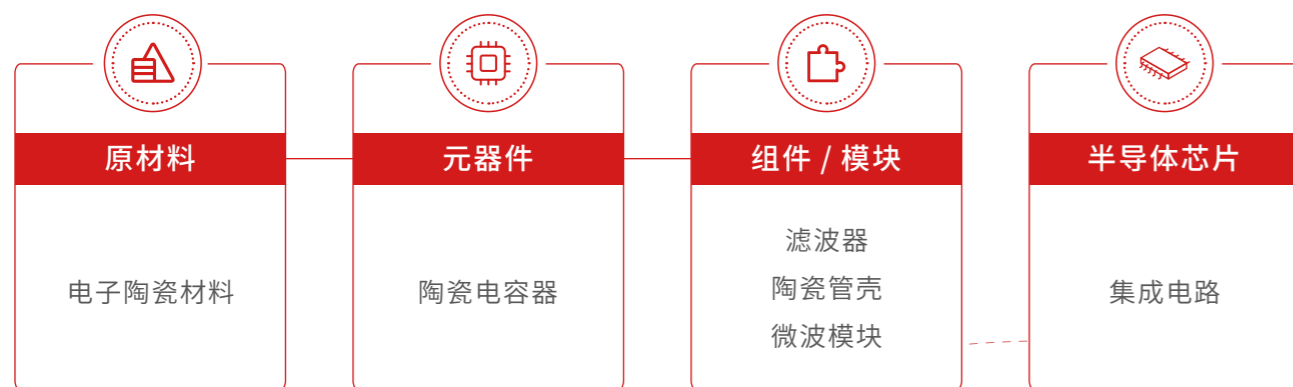 原材料
电子陶瓷材料
元器件
陶瓷电容器
组件 / 模块
滤波器
陶瓷管壳
微波模块
半导体芯片
集成电路